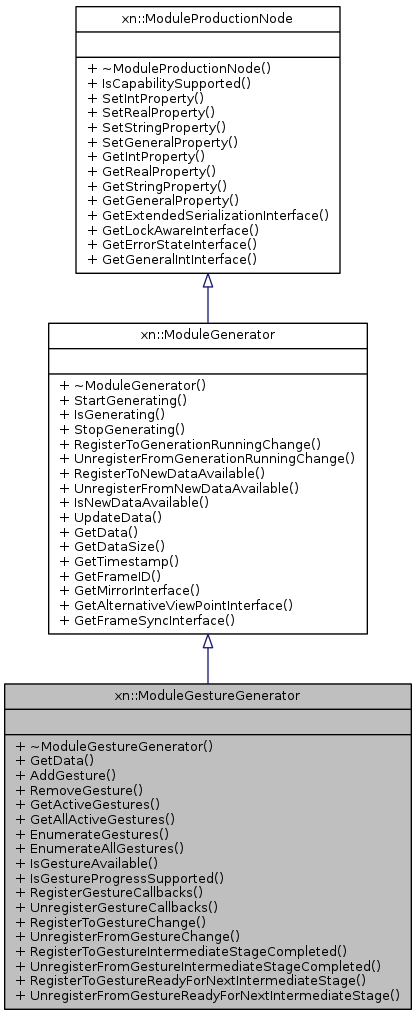 xn::ModuleProductionNode
+ ~ModuleProductionNode()
+ IsCapabilitySupported()
+ SetIntProperty()
+ SetRealProperty()
+ SetStringProperty()
+ SetGeneralProperty()
+ GetIntProperty()
+ GetRealProperty()
+ GetStringProperty()
+ GetGeneralProperty()
+ GetExtendedSerializationInterface()
+ GetLockAwareInterface()
+ GetErrorStateInterface()
+ GetGeneralIntInterface()
xn::ModuleGenerator
+ ~ModuleGenerator()
+ StartGenerating()
+ IsGenerating()
+ StopGenerating()
+ RegisterToGenerationRunningChange()
+ UnregisterFromGenerationRunningChange()
+ RegisterToNewDataAvailable()
+ UnregisterFromNewDataAvailable()
+ IsNewDataAvailable()
+ UpdateData()
+ GetData()
+ GetDataSize()
+ GetTimestamp()
+ GetFrameID()
+ GetMirrorInterface()
+ GetAlternativeViewPointInterface()
+ GetFrameSyncInterface()
xn::ModuleGestureGenerator
+ ~ModuleGestureGenerator()
+ GetData()
+ AddGesture()
+ RemoveGesture()
+ GetActiveGestures()
+ GetAllActiveGestures()
+ EnumerateGestures()
+ EnumerateAllGestures()
+ IsGestureAvailable()
+ IsGestureProgressSupported()
+ RegisterGestureCallbacks()
+ UnregisterGestureCallbacks()
+ RegisterToGestureChange()
+ UnregisterFromGestureChange()
+ RegisterToGestureIntermediateStageCompleted()
+ UnregisterFromGestureIntermediateStageCompleted()
+ RegisterToGestureReadyForNextIntermediateStage()
+ UnregisterFromGestureReadyForNextIntermediateStage()